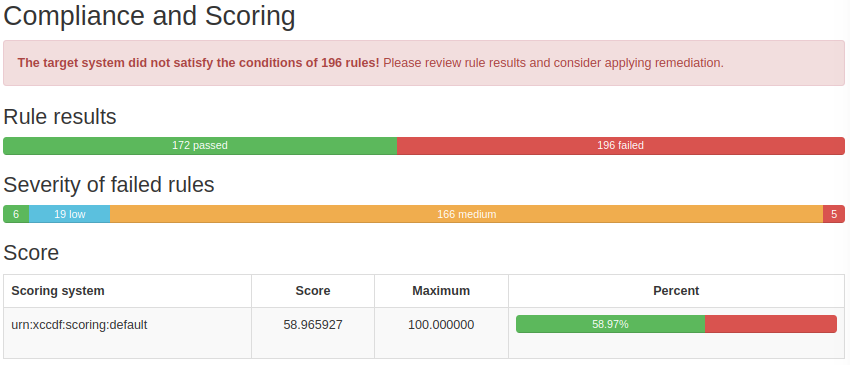 Compliance and Scoring
The target system did not satisfy the conditions of 196 rules! Please review rule results and consider applying remediation.
Rule results
172 passed 196 failed
Severity of failed rules
6 19 low 166 medium 5
Score
Scoring system Score Maximum Percent
urn:xccdf:scoring:default 58.965927 100.000000 58.97%